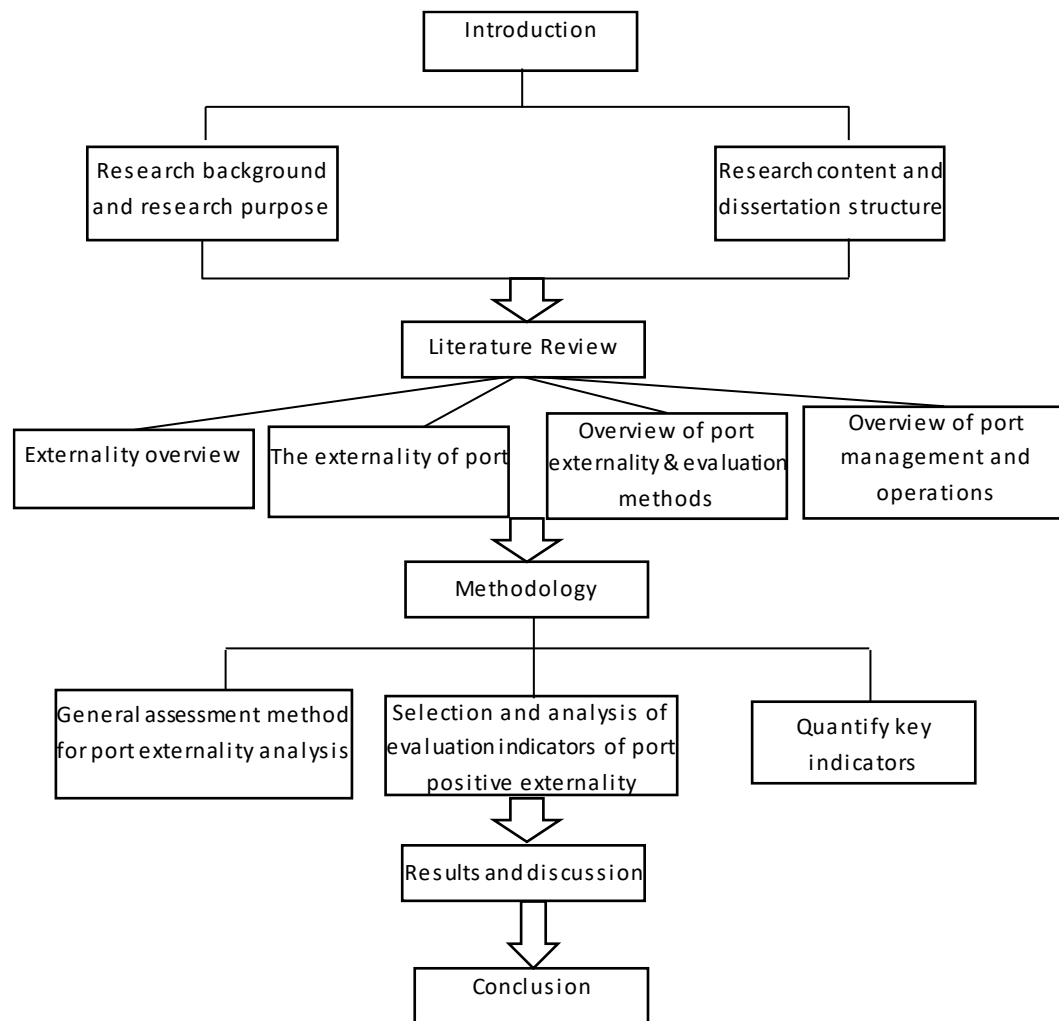 Introduction
Research background
and research purpose
Research content and
dissertation structure
Literature Review
Externality overview
The externality of port
Overview of port
externality & evaluation
methods
Overview of port
management and
operations
Methodology
General assessment method
for port externality analysis
Selection and analysis of
evaluation indicators of port
positive externality
Quantify key
indicators
Results and discussion
Conclusion